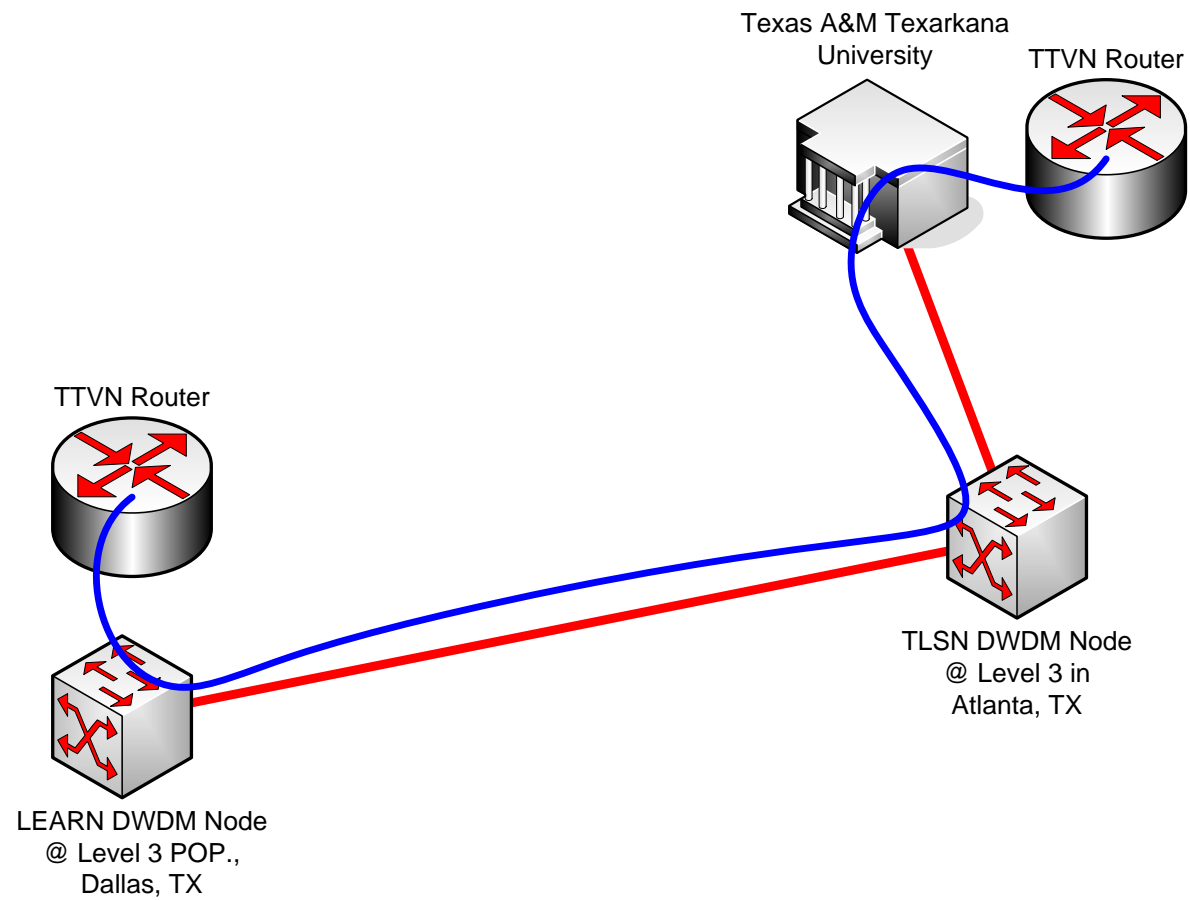 Texas A&M Texarkana
University
TTVN Router
TTVN Router
TLSN DWDM Node
@ Level 3 in
Atlanta, TX
LEARN DWDM Node
@ Level 3 POP.,
Dallas, TX